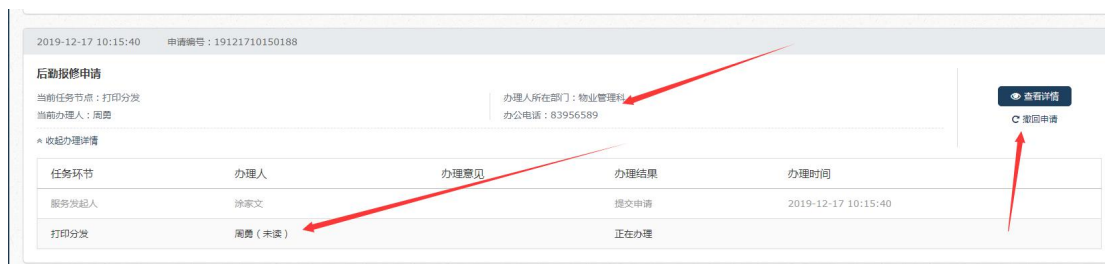 2019-12-17 10:15:40 申请编号：19121710150188
后勤报修申请
当前任务节点：打印分发 办理人所在部门：物业管理科
当前办理人：周勇 办公电话：83956589
查看详情
撤回申请
收起办理详情
任务环节 办理人 办理意见 办理结果 办理时间
服务发起人 涂家文 提交申请 2019-12-17 10:15:40
打印分发 周勇（未读） 正在办理